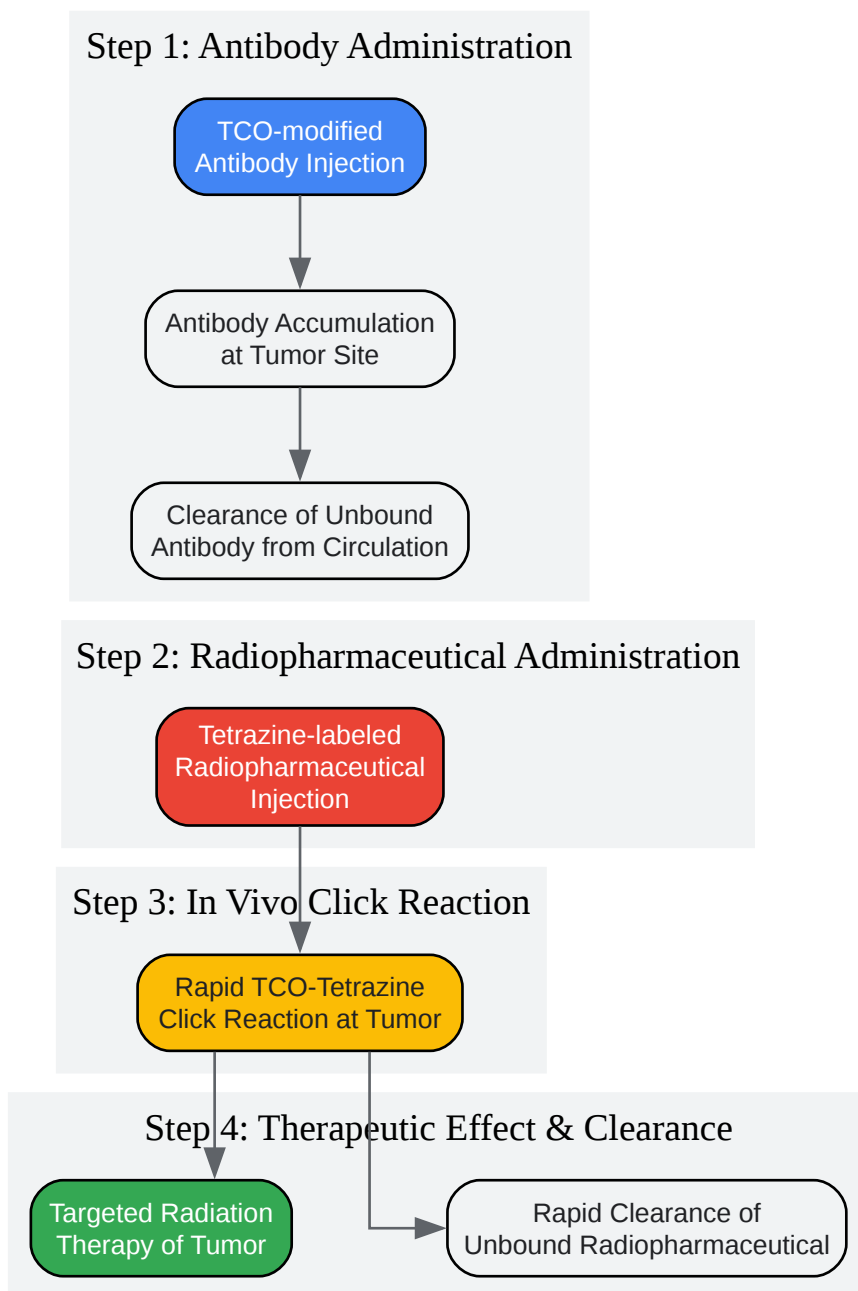 Step 1: Antibody Administration
TCO-modified
Antibody Injection
Antibody Accumulation
at Tumor Site
Clearance of Unbound
Antibody from Circulation
Step 2: Radiopharmaceutical Administration
Tetrazine-labeled
Radiopharmaceutical
Injection
Step 3: In Vivo Click Reaction
Rapid TCO-Tetrazine
Click Reaction at Tumor
Step 4: Therapeutic Effect & Clearance
Targeted Radiation
Therapy of Tumor
Rapid Clearance of
Unbound Radiopharmaceutical